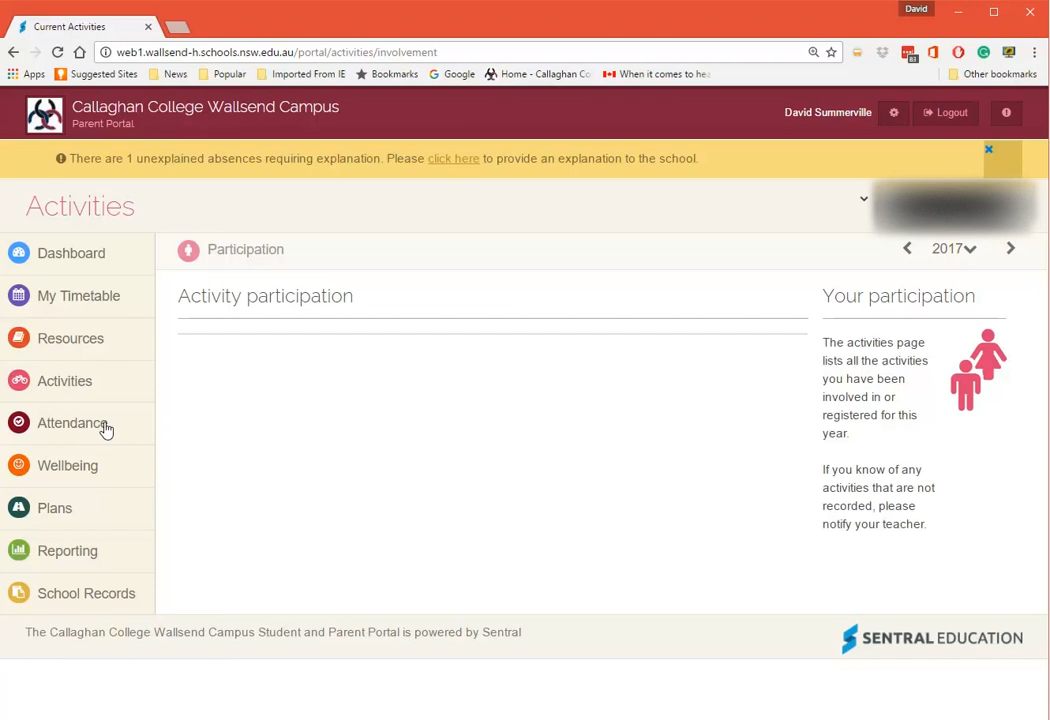 David
Current Activities
web1.wallsend-h.schools.nsw.edu.au/portal/activities/involvement
Apps Suggested Sites News Popular Imported From IE Bookmarks Google Home - Callaghan Co When it comes to hea Other bookmarks
83
Callaghan College Wallsend Campus
Parent Portal
David Summerville
Logout
There are 1 unexplained absences requiring explanation. Please click here to provide an explanation to the school.
Activities
Dashboard
My Timetable
Resources
Activities
Attendance
Wellbeing
Plans
Reporting
School Records
Participation
2017
Activity participation
Your participation
The activities page
lists all the activities
you have been
involved in or
registered for this
year.
If you know of any
activities that are not
recorded, please
notify your teacher.
The Callaghan College Wallsend Campus Student and Parent Portal is powered by Sentral
SENTRAL EDUCATION